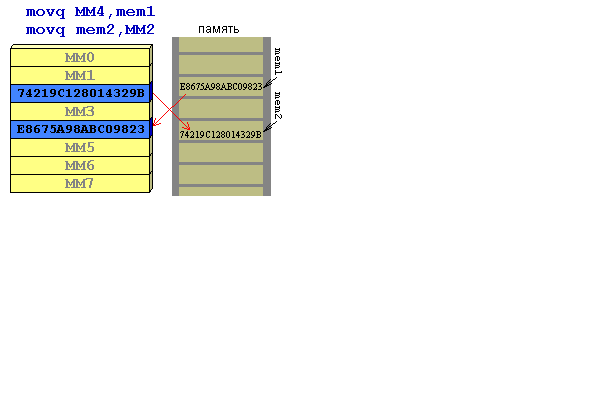 movq MM4,mem1
movq mem2,MM2
память
MM0
MM1
74219C128014329B
MM3
E8675A98ABC09823
MM5
MM6
MM7
E8675A98ABC09823
74219C128014329B
mem1
mem2